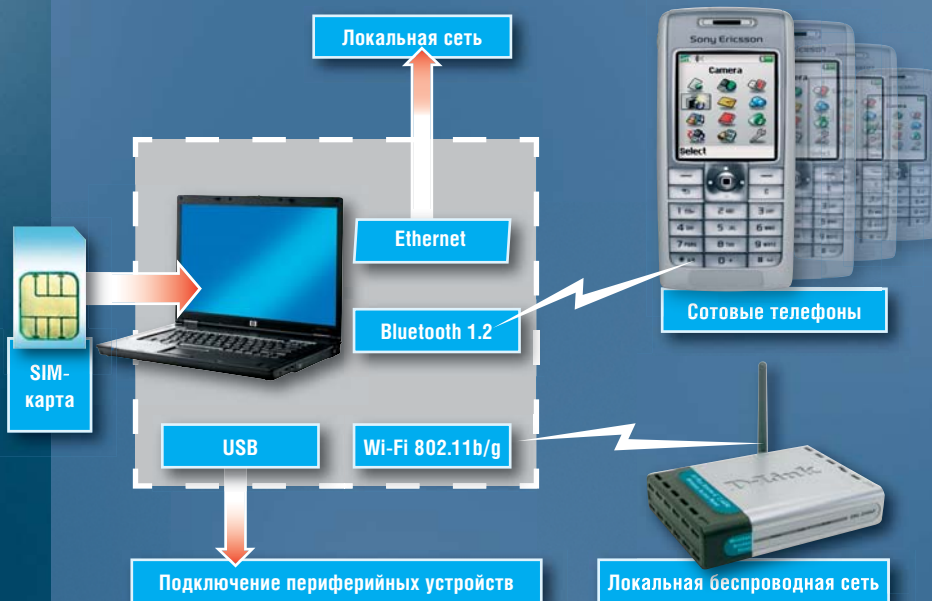 Локальная сеть
Sony Ericsson
Camera
Select
Ethernet
Bluetooth 1.2
Сотовые телефоны
SIM-
карта
USB
Wi-Fi 802.11b/g
D-Link
Подключение периферийных устройств
Локальная беспроводная сеть